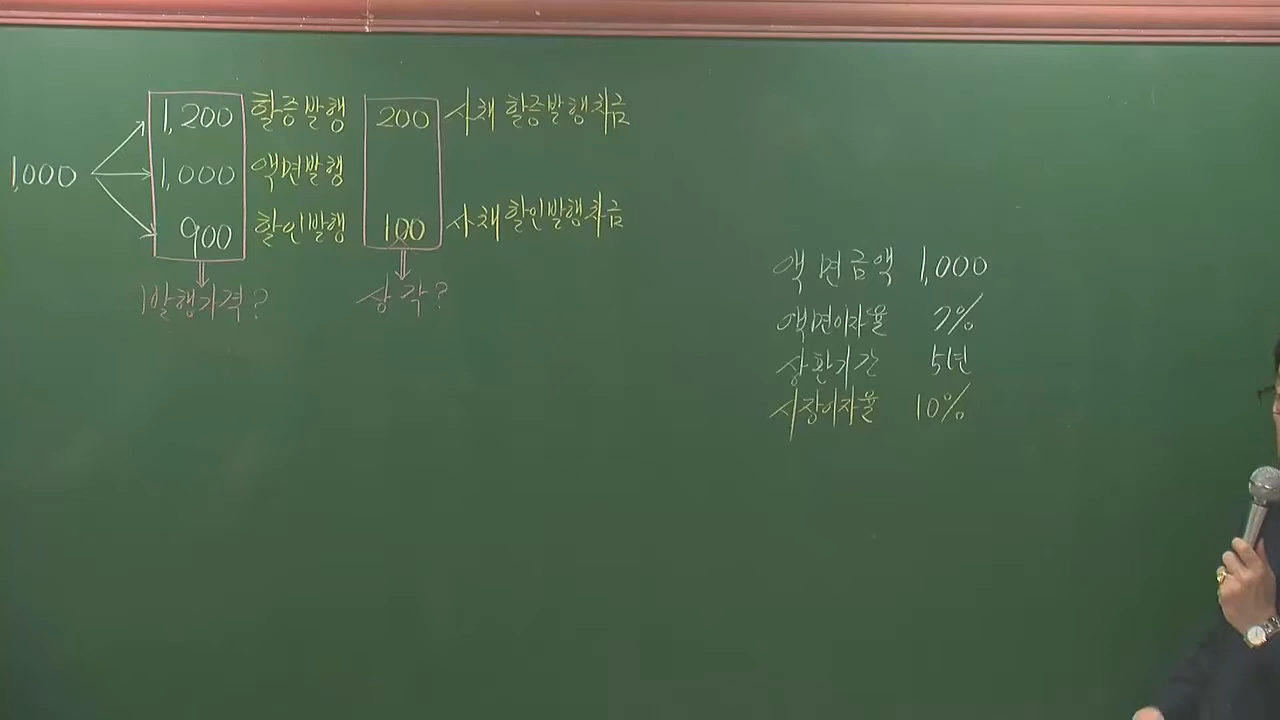 1,200 할증발행 200 사채할증발행차금
1,000 1,000 액면발행
900 할인발행 100 사채할인발행차금
발행가격? 상각?
액면금액 1,000
액면이자율 7%
상환기간 5년
시장이자율 10%